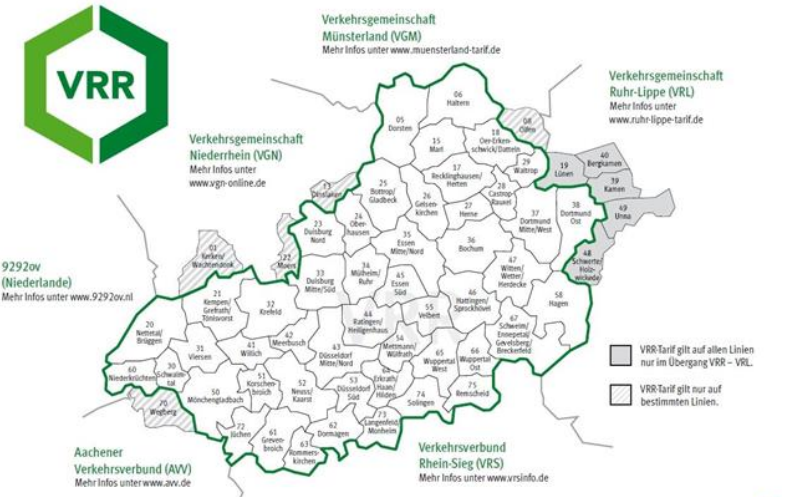 VRR
Verkehrsgemeinschaft
Münsterland (VGM)
Mehr Infos unter www.muensterland-tarif.de
Verkehrsgemeinschaft
Ruhr-Lippe (VRL)
Mehr Infos unter
www.ruhr-lippe-tarif.de
Verkehrsgemeinschaft
Niederrhein (VGN)
Mehr Infos unter
www.vgn-online.de
9292ov
(Niederlande)
Mehr Infos unter www.9292ov.nl
06
Haltern
05
Dorsten
08
Olfen
15
Marl
18
Oer-Erken-
schwick/Datteln
17
Recklinghausen/
Herten
29
Waltrop
19
Lünen
40
Bergkamen
39
Kamen
49
Unna
33
Dinslaken
25
Bottrop/
Gladbeck
26
Gelsen-
kirchen
28
Castrop-
Rauxel
27
Herne
37
Dortmund
Mitte/West
38
Dortmund
Ost
23
Duisburg
Nord
24
Ober-
hausen
35
Essen
Mitte/Nord
36
Bochum
48
Schwerte/
Holz-
wickede
01
Kerken/
Wachtendonk
122
Moers
33
Duisburg
Mitte/Süd
34
Mülheim/
Ruhr
45
Essen
Süd
47
Witten/
Wetter/
Herdecke
21
Kempen/
Grefrath/
Tönisvorst
32
Krefeld
44
Ratingen/
Heiligenhaus
55
Velbert
46
Hattingen/
Sprockhövel
58
Hagen
20
Nettetal/
Brüggen
31
Viersen
41
Willich
42
Meerbusch
43
Düsseldorf
Mitte/Nord
54
Mettmann/
Wülfrath
65
Wuppertal
West
66
Wuppertal
Ost
67
Schwelm/
Ennepetal/
Gevelsberg/
Breckerfeld
60
Niederkrüchten
30
Schwalm-
tal
50
Mönchengladbach
51
Korschen-
broich
52
Neuss/
Kaarst
53
Düsseldorf
Süd
64
Erkrath/
Haan/
Hilden
74
Solingen
75
Remscheid
70
Wegberg
72
Jüchen
61
Greven-
broich
62
Dormagen
63
Rommers-
kirchen
73
Langenfeld/
Monheim
VRR
VRR-Tarif gilt auf allen Linien
nur im Übergang VRR – VRL.
VRR-Tarif gilt nur auf
bestimmten Linien.
Aachener
Verkehrsverbund (AVV)
Mehr Infos unter www.avv.de
Verkehrsverbund
Rhein-Sieg (VRS)
Mehr Infos unter www.vrsinfo.de